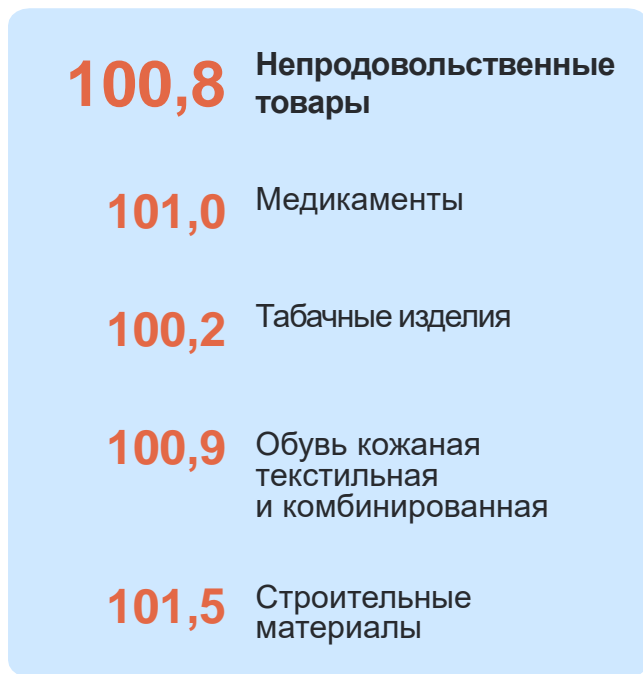 100,8 Непродовольственные
товары
101,0 Медикаменты
100,2 Табачные изделия
100,9 Обувь кожаная
текстильная
и комбинированная
101,5 Строительные
материалы